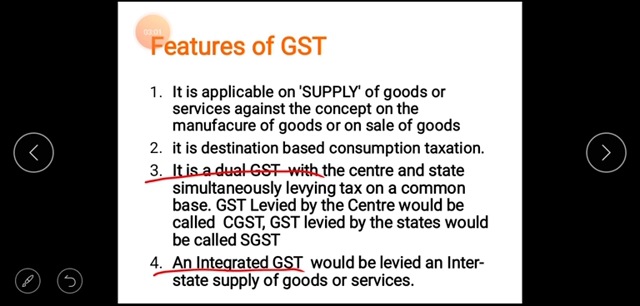 Features of GST
1. It is applicable on 'SUPPLY' of goods or
services against the concept on the
manufacure of goods or on sale of goods
2. it is destination based consumption taxation.
3. It is a dual GST with the centre and state
simultaneously levying tax on a common
base. GST Levied by the Centre would be
called CGST, GST levied by the states would
be called SGST
4. An Integrated GST would be levied an Inter-
state supply of goods or services.